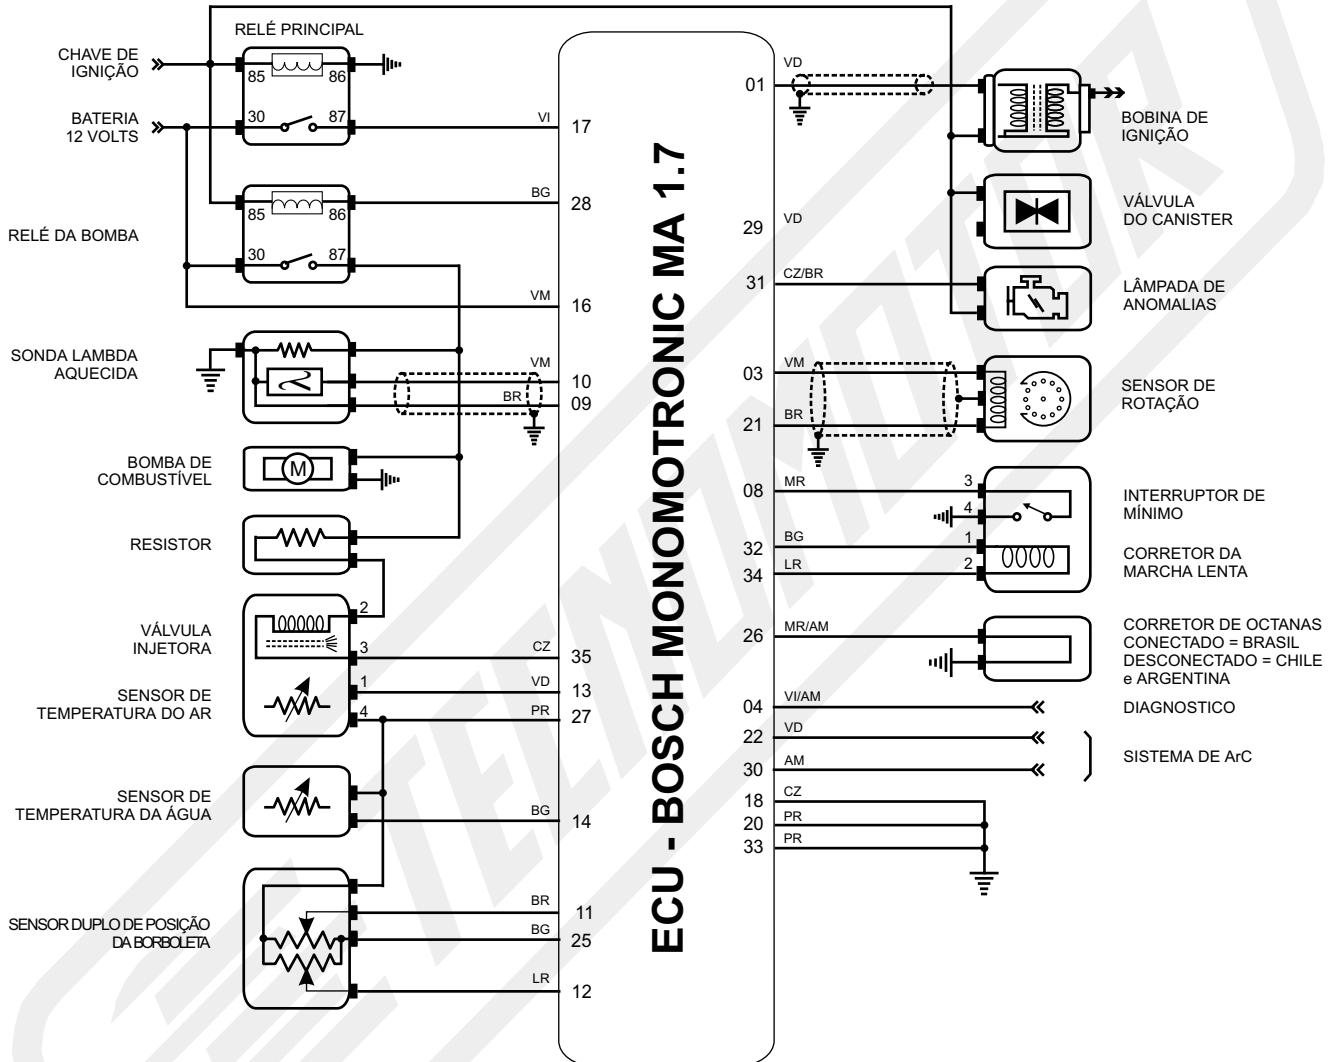 RELÉ PRINCIPAL
CHAVE DE
IGNIÇÃO
85
86
BATERIA
12 VOLTS
30
87
VI
17
RELÉ DA BOMBA
85
86
BG
28
30
87
VM
16
SONDA LAMBDA
AQUECIDA
VM
10
BR
09
BOMBA DE
COMBUSTÍVEL
M
RESISTOR
VÁLVULA
INJETORA
2
3
CZ
35
SENSOR DE
TEMPERATURA DO AR
1
VD
13
4
PR
27
SENSOR DE
TEMPERATURA DA ÁGUA
BG
14
SENSOR DUPLO DE POSIÇÃO
DA BORBOLETA
BR
11
BG
25
LR
12
ECU - BOSCH MONOMOTRONIC MA 1.7
01
VD
BOBINA DE
IGNIÇÃO
29
VD
VÁLVULA
DO CANISTER
31
CZ/BR
LÂMPADA DE
ANOMALIAS
03
VM
21
BR
SENSOR DE
ROTAÇÃO
08
MR
3
4
INTERRUPTOR DE
MÍNIMO
32
BG
1
34
LR
2
CORRETOR DA
MARCHA LENTA
26
MR/AM
CORRETOR DE OCTANAS
CONECTADO = BRASIL
DESCONECTADO = CHILE
e ARGENTINA
04
VI/AM
DIAGNOSTICO
22
VD
30
AM
SISTEMA DE ArC
18
CZ
20
PR
33
PR
TECNIMOTOR